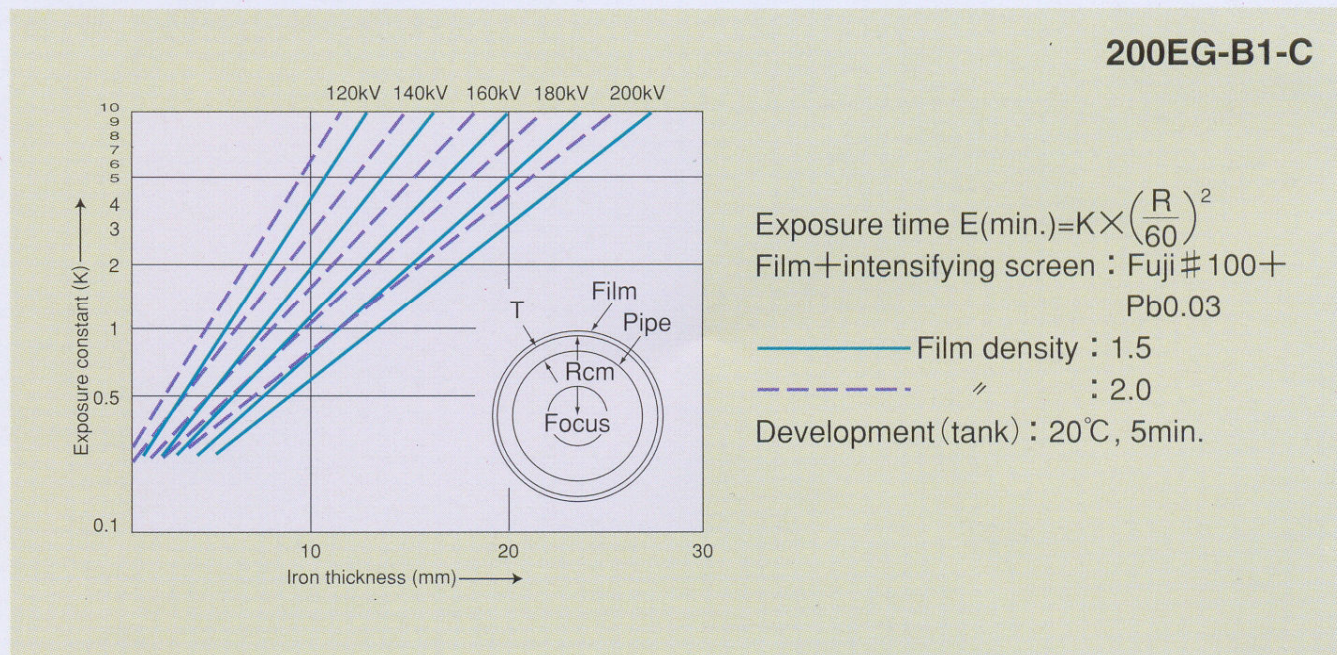 200EG-B1-C
120kV 140kV 160kV 180kV 200kV
10
9
8
7
6
5
4
3
2
1
0.5
0.1
Exposure constant (K)
10 20 30
Iron thickness (mm)
Film
T
Pipe
Rcm
Focus
Exposure time E(min.)=K×(R/60)²
Film+intensifying screen : Fuji♯100+
Pb0.03
Film density : 1.5
〃 : 2.0
Development(tank) : 20℃, 5min.